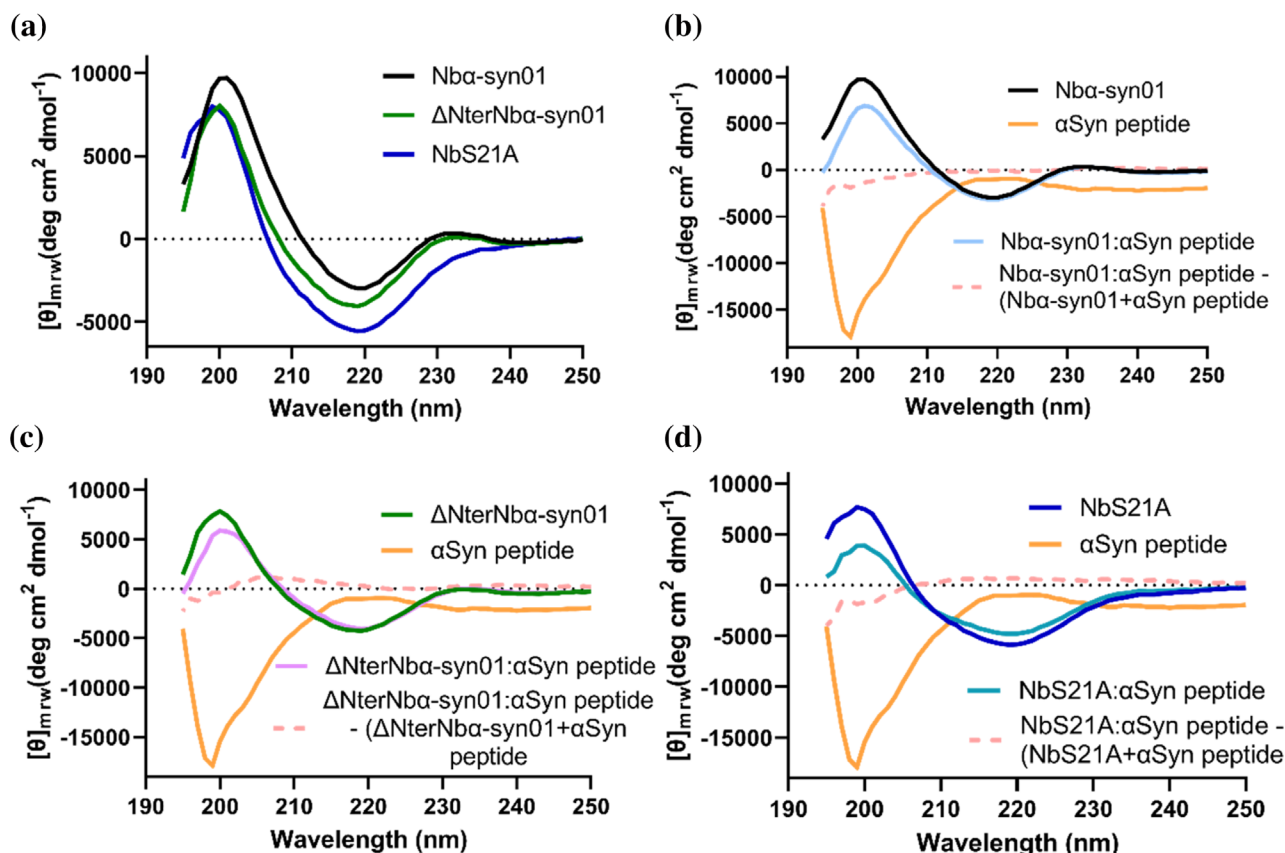 (a)
10000
5000
0
-5000
[θ]mrw(deg cm² dmol⁻¹)
Nbα-syn01
ΔNterNbα-syn01
NbS21A
190 200 210 220 230 240 250
Wavelength (nm)
(b)
10000
5000
0
-5000
-10000
-15000
[θ]mrw(deg cm² dmol⁻¹)
Nbα-syn01
αSyn peptide
Nbα-syn01:αSyn peptide
Nbα-syn01:αSyn peptide -
(Nbα-syn01+αSyn peptide
190 200 210 220 230 240 250
Wavelength (nm)
(c)
10000
5000
0
-5000
-10000
-15000
[θ]mrw(deg cm² dmol⁻¹)
ΔNterNbα-syn01
αSyn peptide
ΔNterNbα-syn01:αSyn peptide
ΔNterNbα-syn01:αSyn peptide
- (ΔNterNbα-syn01+αSyn
peptide
190 200 210 220 230 240 250
Wavelength (nm)
(d)
10000
5000
0
-5000
-10000
-15000
[θ]mrw(deg cm² dmol⁻¹)
NbS21A
αSyn peptide
NbS21A:αSyn peptide
NbS21A:αSyn peptide -
(NbS21A+αSyn peptide
190 200 210 220 230 240 250
Wavelength (nm)